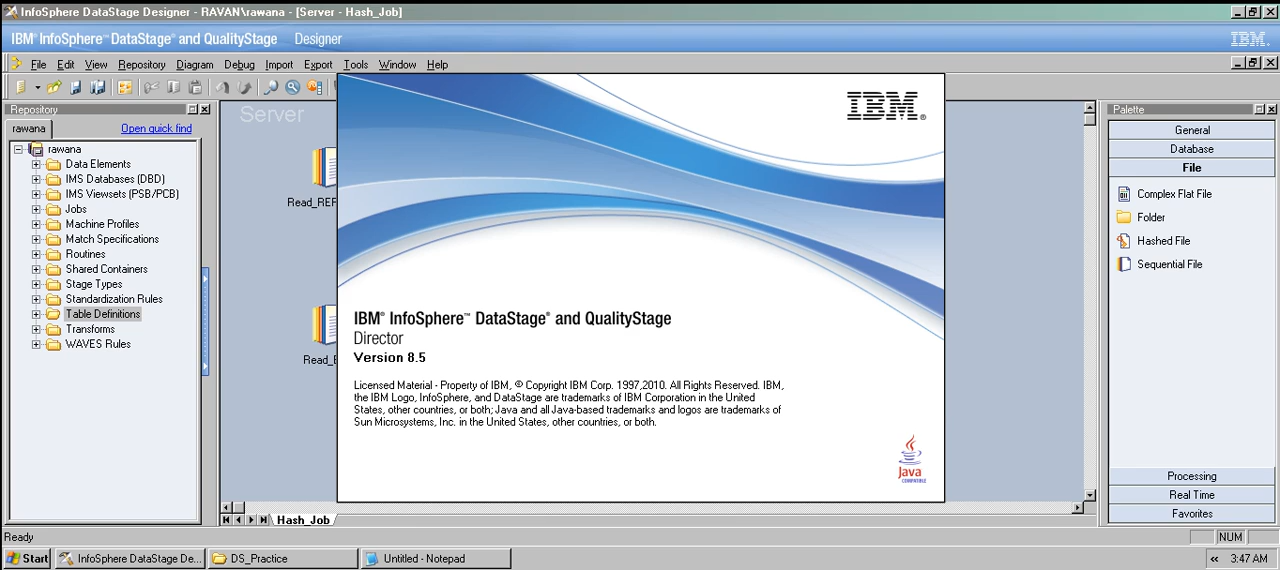 InfoSphere DataStage Designer - RAVAN\rawana - [Server - Hash_Job]
IBM® InfoSphere™ DataStage® and QualityStage Designer
IBM.
File Edit View Repository Diagram Debug Import Export Tools Window Help
Repository
rawana Open quick find
rawana
Data Elements
IMS Databases (DBD)
IMS Viewsets (PSB/PCB)
Jobs
Machine Profiles
Match Specifications
Routines
Shared Containers
Stage Types
Standardization Rules
Table Definitions
Transforms
WAVES Rules
Server
Read_REF
Read_
Hash_Job
IBM®
IBM® InfoSphere™ DataStage® and QualityStage
Director
Version 8.5
Licensed Material - Property of IBM, © Copyright IBM Corp. 1997,2010. All Rights Reserved. IBM,
the IBM Logo, InfoSphere, and DataStage are trademarks of IBM Corporation in the United
States, other countries, or both; Java and all Java-based trademarks and logos are trademarks of
Sun Microsystems, Inc. in the United States, other countries, or both.
Java
COMPATIBLE
Palette
General
Database
File
Complex Flat File
Folder
Hashed File
Sequential File
Processing
Real Time
Favorites
Ready
NUM
Start InfoSphere DataStage De... DS_Practice Untitled - Notepad « 3:47 AM